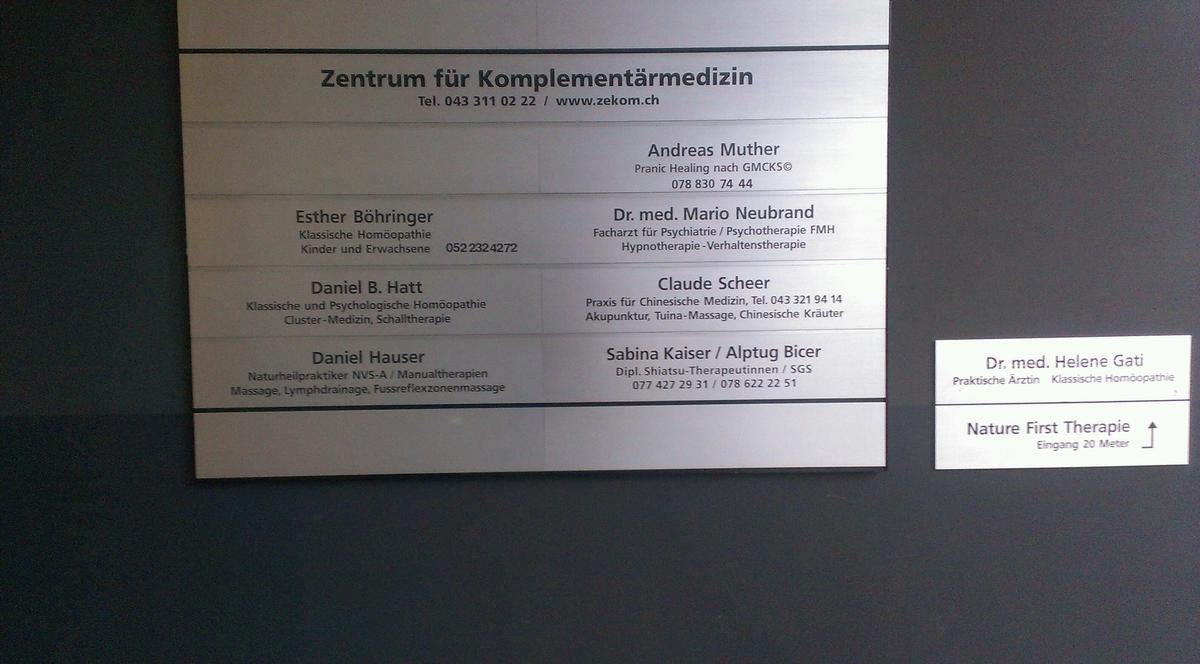 Zentrum für Komplementärmedizin
Tel. 043 311 02 22 / www.zekom.ch
Andreas Muther
Pranic Healing nach GMCKS©
078 830 74 44
Esther Böhringer
Klassische Homöopathie
Kinder und Erwachsene 0522324272
Dr. med. Mario Neubrand
Facharzt für Psychiatrie / Psychotherapie FMH
Hypnotherapie-Verhaltenstherapie
Daniel B. Hatt
Klassische und Psychologische Homöopathie
Cluster-Medizin, Schalltherapie
Claude Scheer
Praxis für Chinesische Medizin, Tel. 043 321 94 14
Akupunktur, Tuina-Massage, Chinesische Kräuter
Daniel Hauser
Naturheilpraktiker NVS-A / Manualtherapien
Massage, Lymphdrainage, Fussreflexzonenmassage
Sabina Kaiser / Alptug Bicer
Dipl. Shiatsu-Therapeutinnen / SGS
077 427 29 31 / 078 622 22 51
Dr. med. Helene Gati
Praktische Ärztin Klassische Homöopathie
Nature First Therapie
Eingang 20 Meter